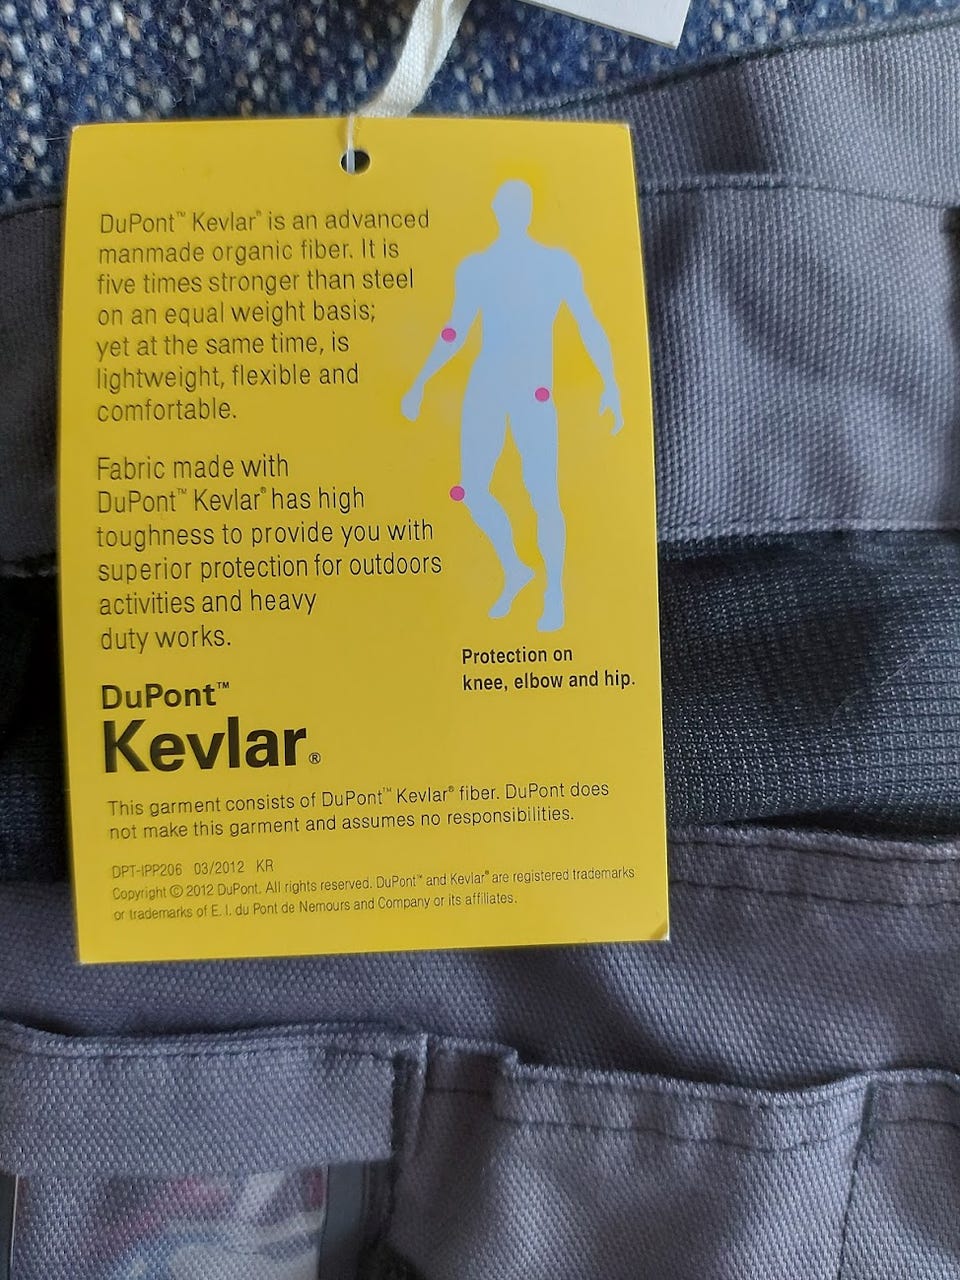 DuPont™ Kevlar® is an advanced
manmade organic fiber. It is
five times stronger than steel
on an equal weight basis;
yet at the same time, is
lightweight, flexible and
comfortable.
Fabric made with
DuPont™ Kevlar® has high
toughness to provide you with
superior protection for outdoors
activities and heavy
duty works.
Protection on
knee, elbow and hip.
DuPont™
Kevlar®
This garment consists of DuPont™ Kevlar® fiber. DuPont does
not make this garment and assumes no responsibilities.
DPT-IPP206 03/2012 KR
Copyright © 2012 DuPont. All rights reserved. DuPont™ and Kevlar® are registered trademarks
or trademarks of E. I. du Pont de Nemours and Company or its affiliates.